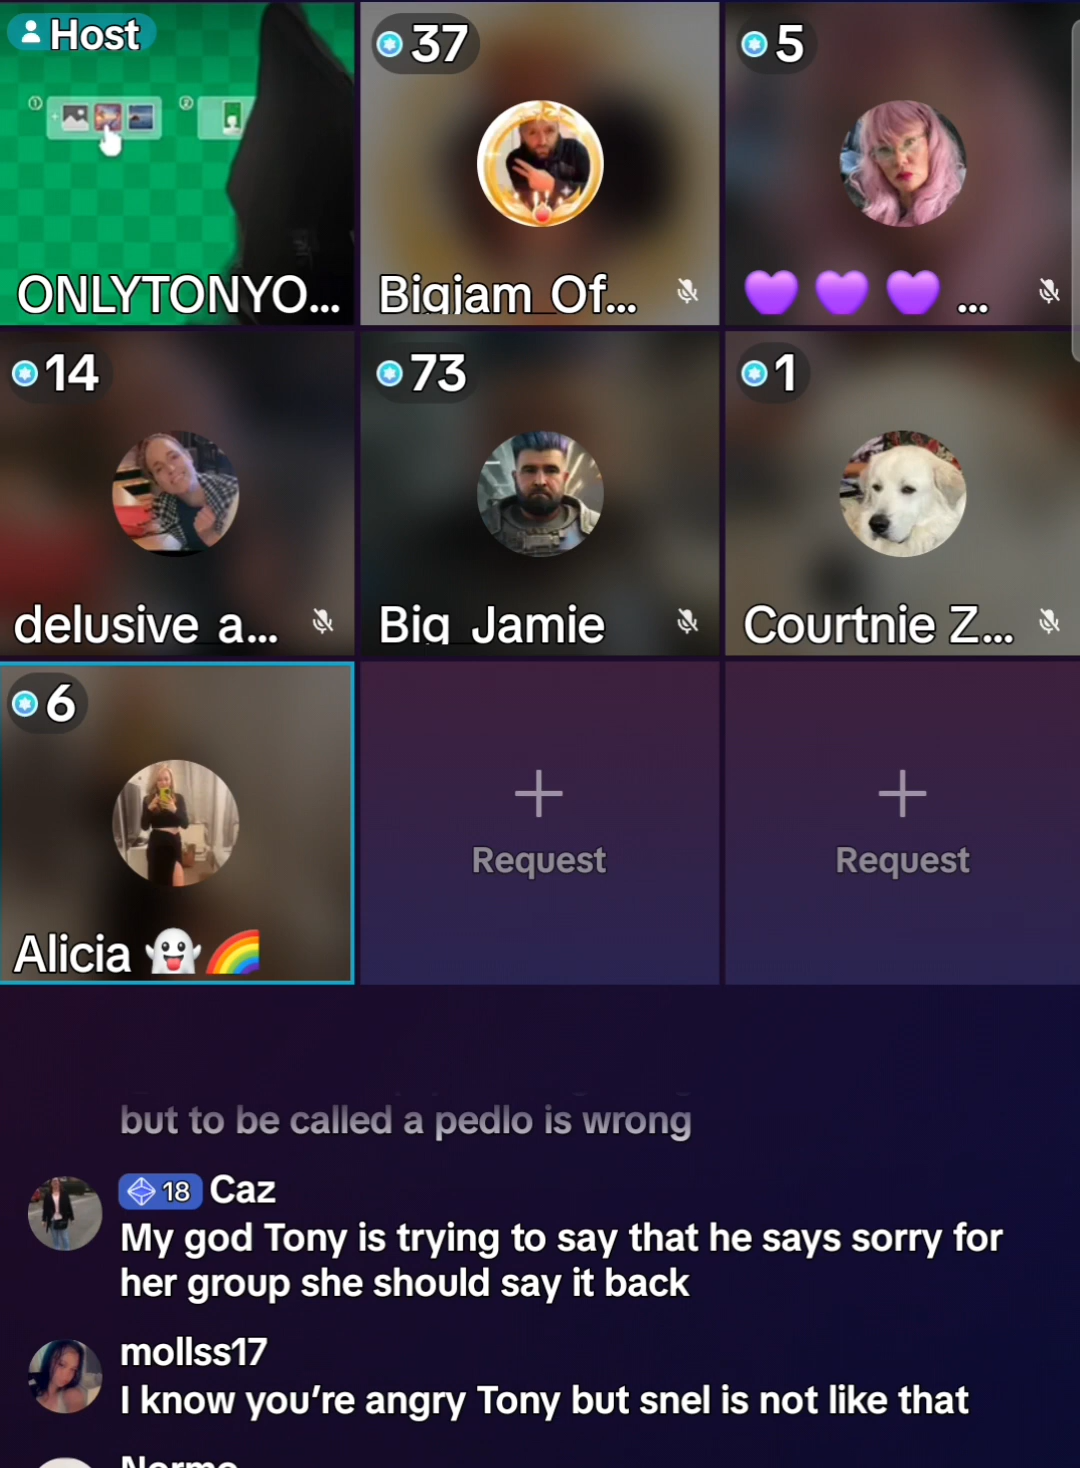 Host
37
5
①
②
ONLYTONYO...
Bigjam_Of...
💜 💜 💜 ...
14
73
1
delusive_a...
Big_Jamie
Courtnie Z...
6
Request
Request
Alicia 👻🌈
but to be called a pedlo is wrong
18 Caz
My god Tony is trying to say that he says sorry for
her group she should say it back
mollss17
I know you’re angry Tony but snel is not like that